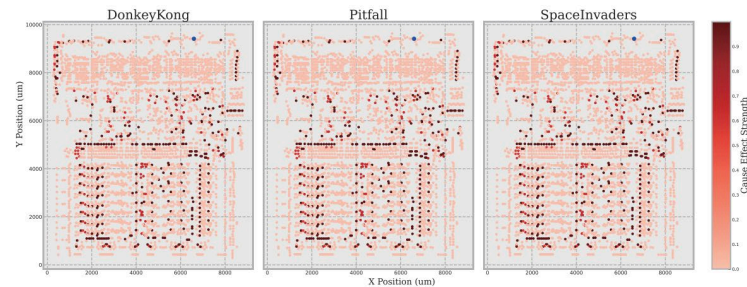 DonkeyKong
Pitfall
SpaceInvaders
Y Position (um)
10000
8000
6000
4000
2000
0
0 2000 4000 6000 8000
0 2000 4000 6000 8000
0 2000 4000 6000 8000
X Position (um)
0.9
0.8
0.7
0.6
0.5
0.4
0.3
0.2
0.1
0.0
Cause Effect Strength